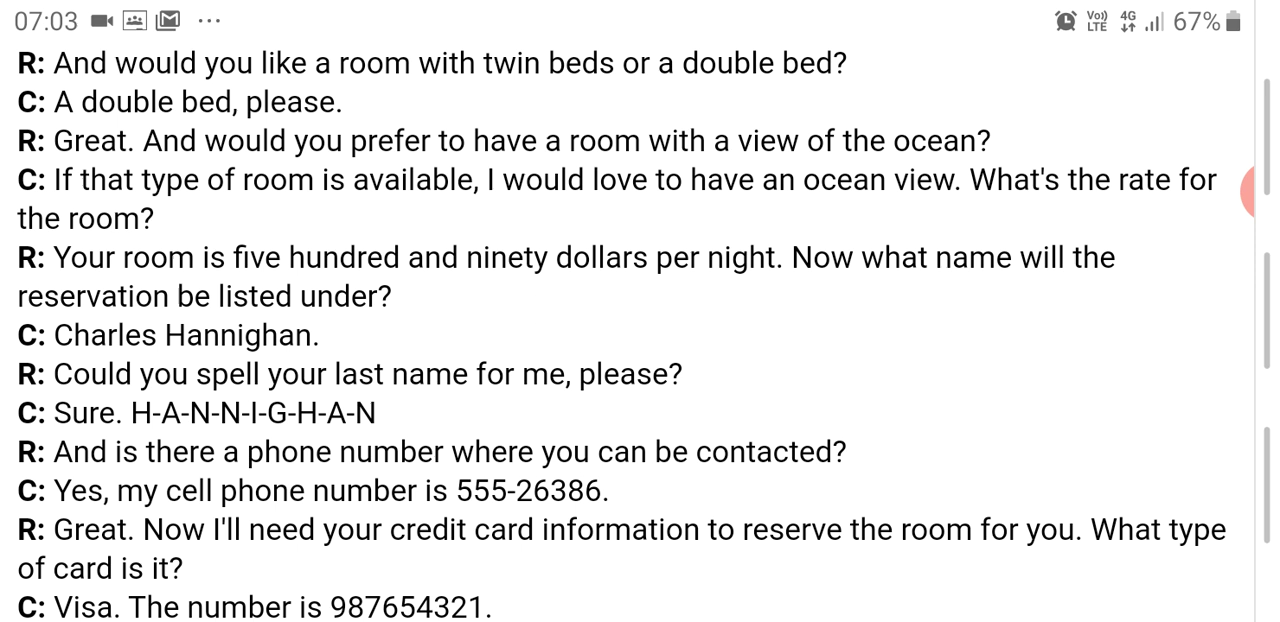 07:03 ... Vo)) LTE 4G 67%
R: And would you like a room with twin beds or a double bed?
C: A double bed, please.
R: Great. And would you prefer to have a room with a view of the ocean?
C: If that type of room is available, I would love to have an ocean view. What's the rate for
the room?
R: Your room is five hundred and ninety dollars per night. Now what name will the
reservation be listed under?
C: Charles Hannighan.
R: Could you spell your last name for me, please?
C: Sure. H-A-N-N-I-G-H-A-N
R: And is there a phone number where you can be contacted?
C: Yes, my cell phone number is 555-26386.
R: Great. Now I'll need your credit card information to reserve the room for you. What type
of card is it?
C: Visa. The number is 987654321.